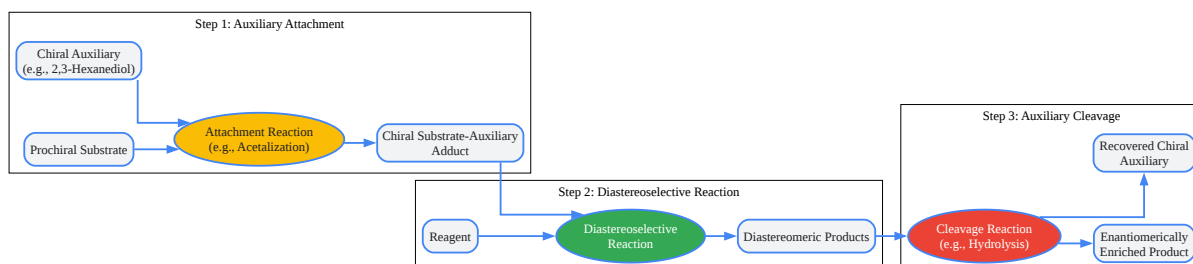 Step 1: Auxiliary Attachment
Chiral Auxiliary
(e.g., 2,3-Hexanediol)
Prochiral Substrate
Attachment Reaction
(e.g., Acetalization)
Chiral Substrate-Auxiliary
Adduct
Step 2: Diastereoselective Reaction
Reagent
Diastereoselective
Reaction
Diastereomeric Products
Step 3: Auxiliary Cleavage
Cleavage Reaction
(e.g., Hydrolysis)
Recovered Chiral
Auxiliary
Enantiomerically
Enriched Product